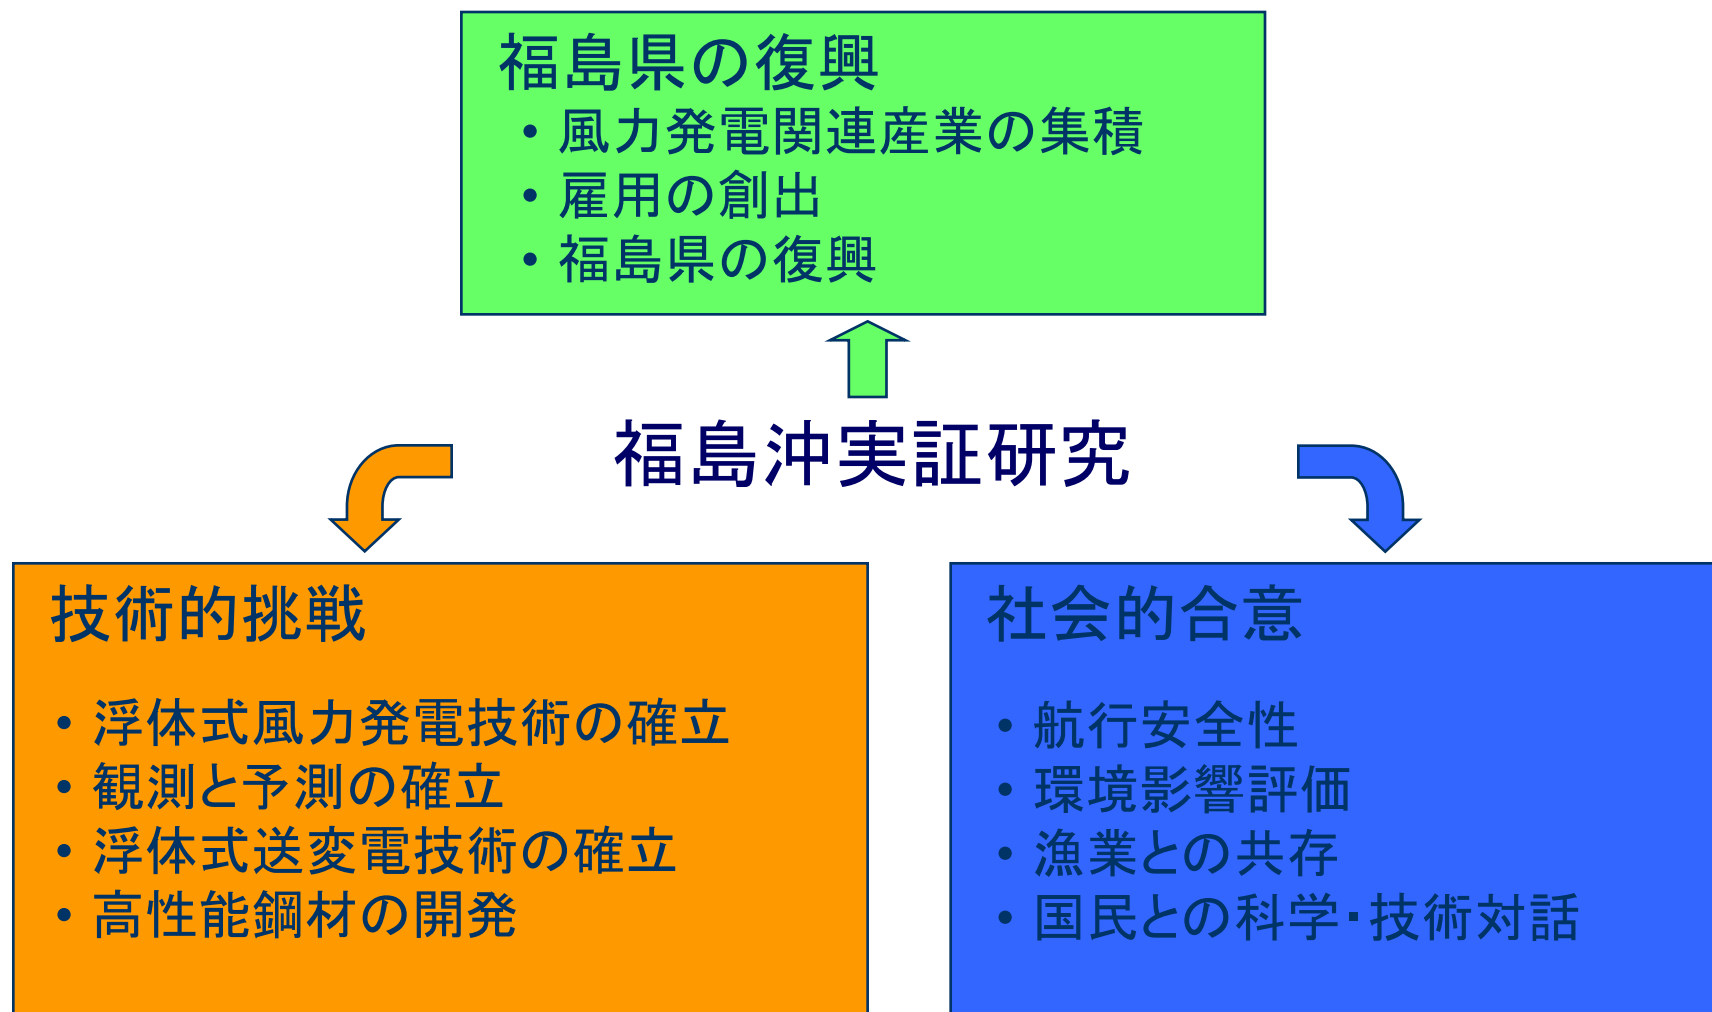 福島県の復興
• 風力発電関連産業の集積
• 雇用の創出
• 福島県の復興
福島沖実証研究
技術的挑戦
• 浮体式風力発電技術の確立
• 観測と予測の確立
• 浮体式送変電技術の確立
• 高性能鋼材の開発
社会的合意
• 航行安全性
• 環境影響評価
• 漁業との共存
• 国民との科学・技術対話